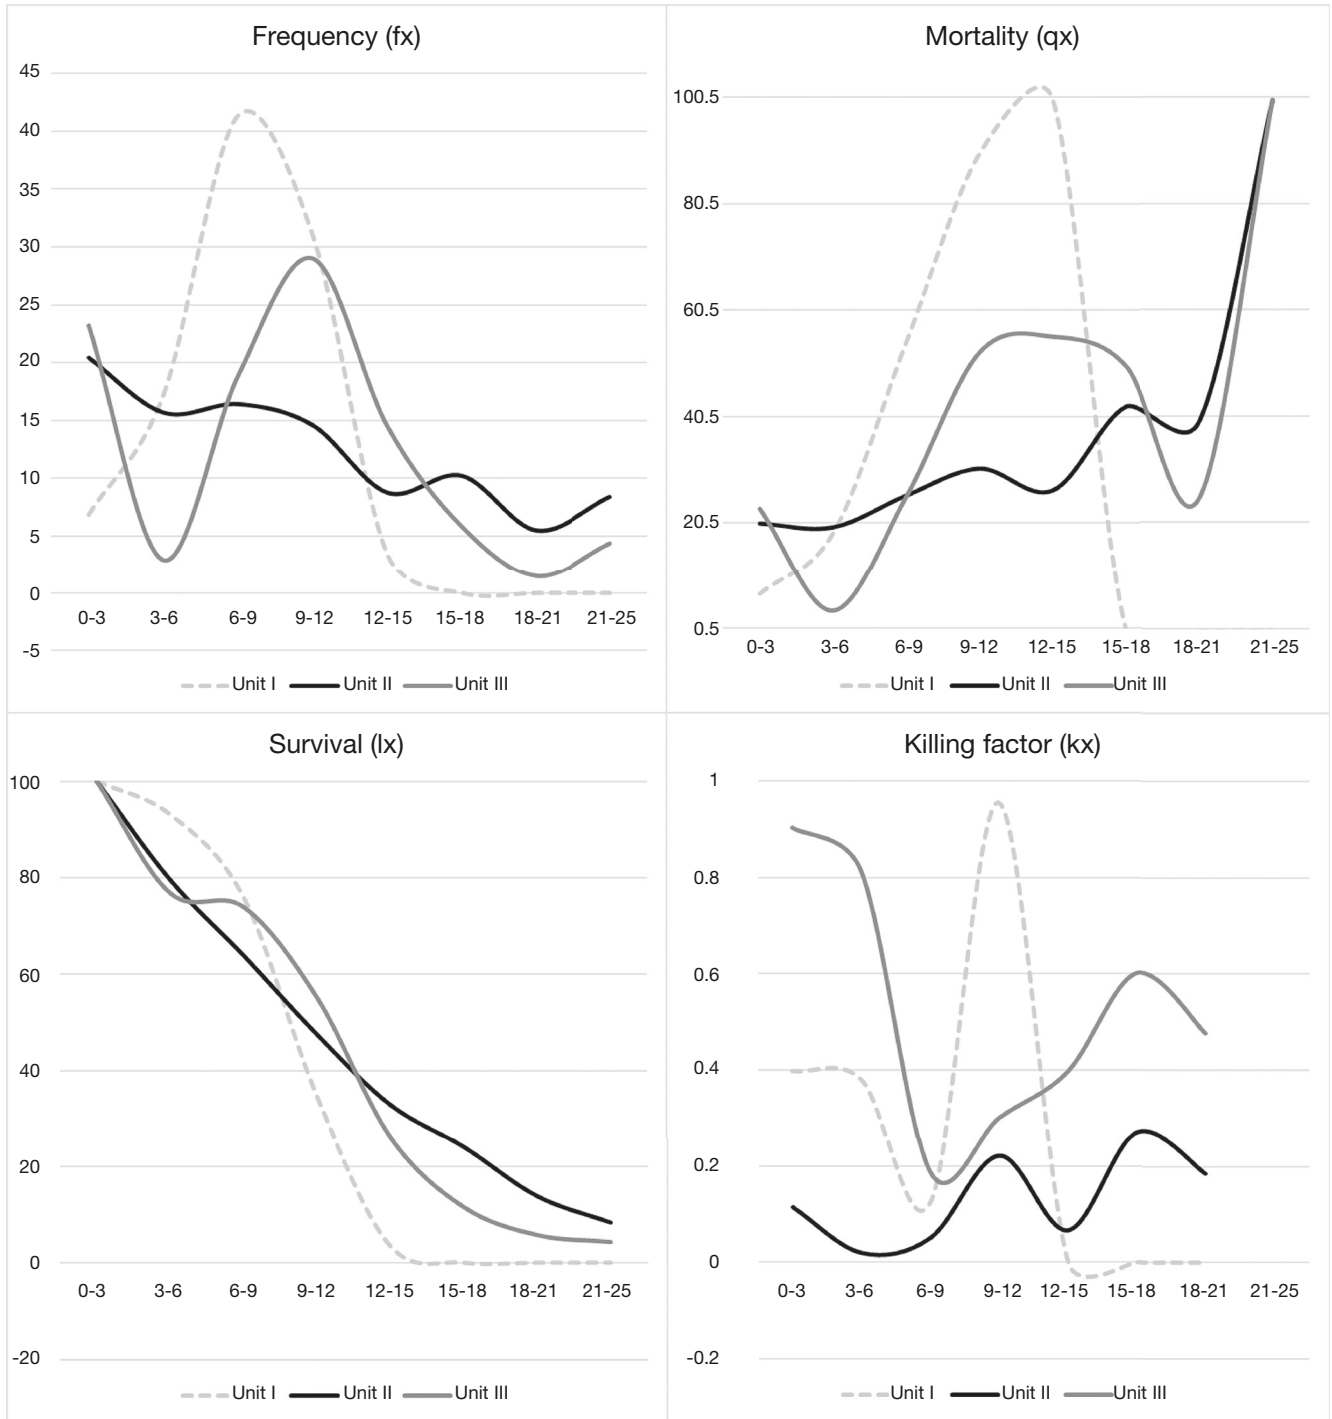 Frequency (fx)
45
40
35
30
25
20
15
10
5
0
-5
0-3 3-6 6-9 9-12 12-15 15-18 18-21 21-25
Unit I Unit II Unit III
Mortality (qx)
100.5
80.5
60.5
40.5
20.5
0.5
0-3 3-6 6-9 9-12 12-15 15-18 18-21 21-25
Unit I Unit II Unit III
Survival (lx)
100
80
60
40
20
0
0-3 3-6 6-9 9-12 12-15 15-18 18-21 21-25
-20
Unit I Unit II Unit III
Killing factor (kx)
1
0.8
0.6
0.4
0.2
0
0-3 3-6 6-9 9-12 12-15 15-18 18-21 21-25
-0.2
Unit I Unit II Unit III